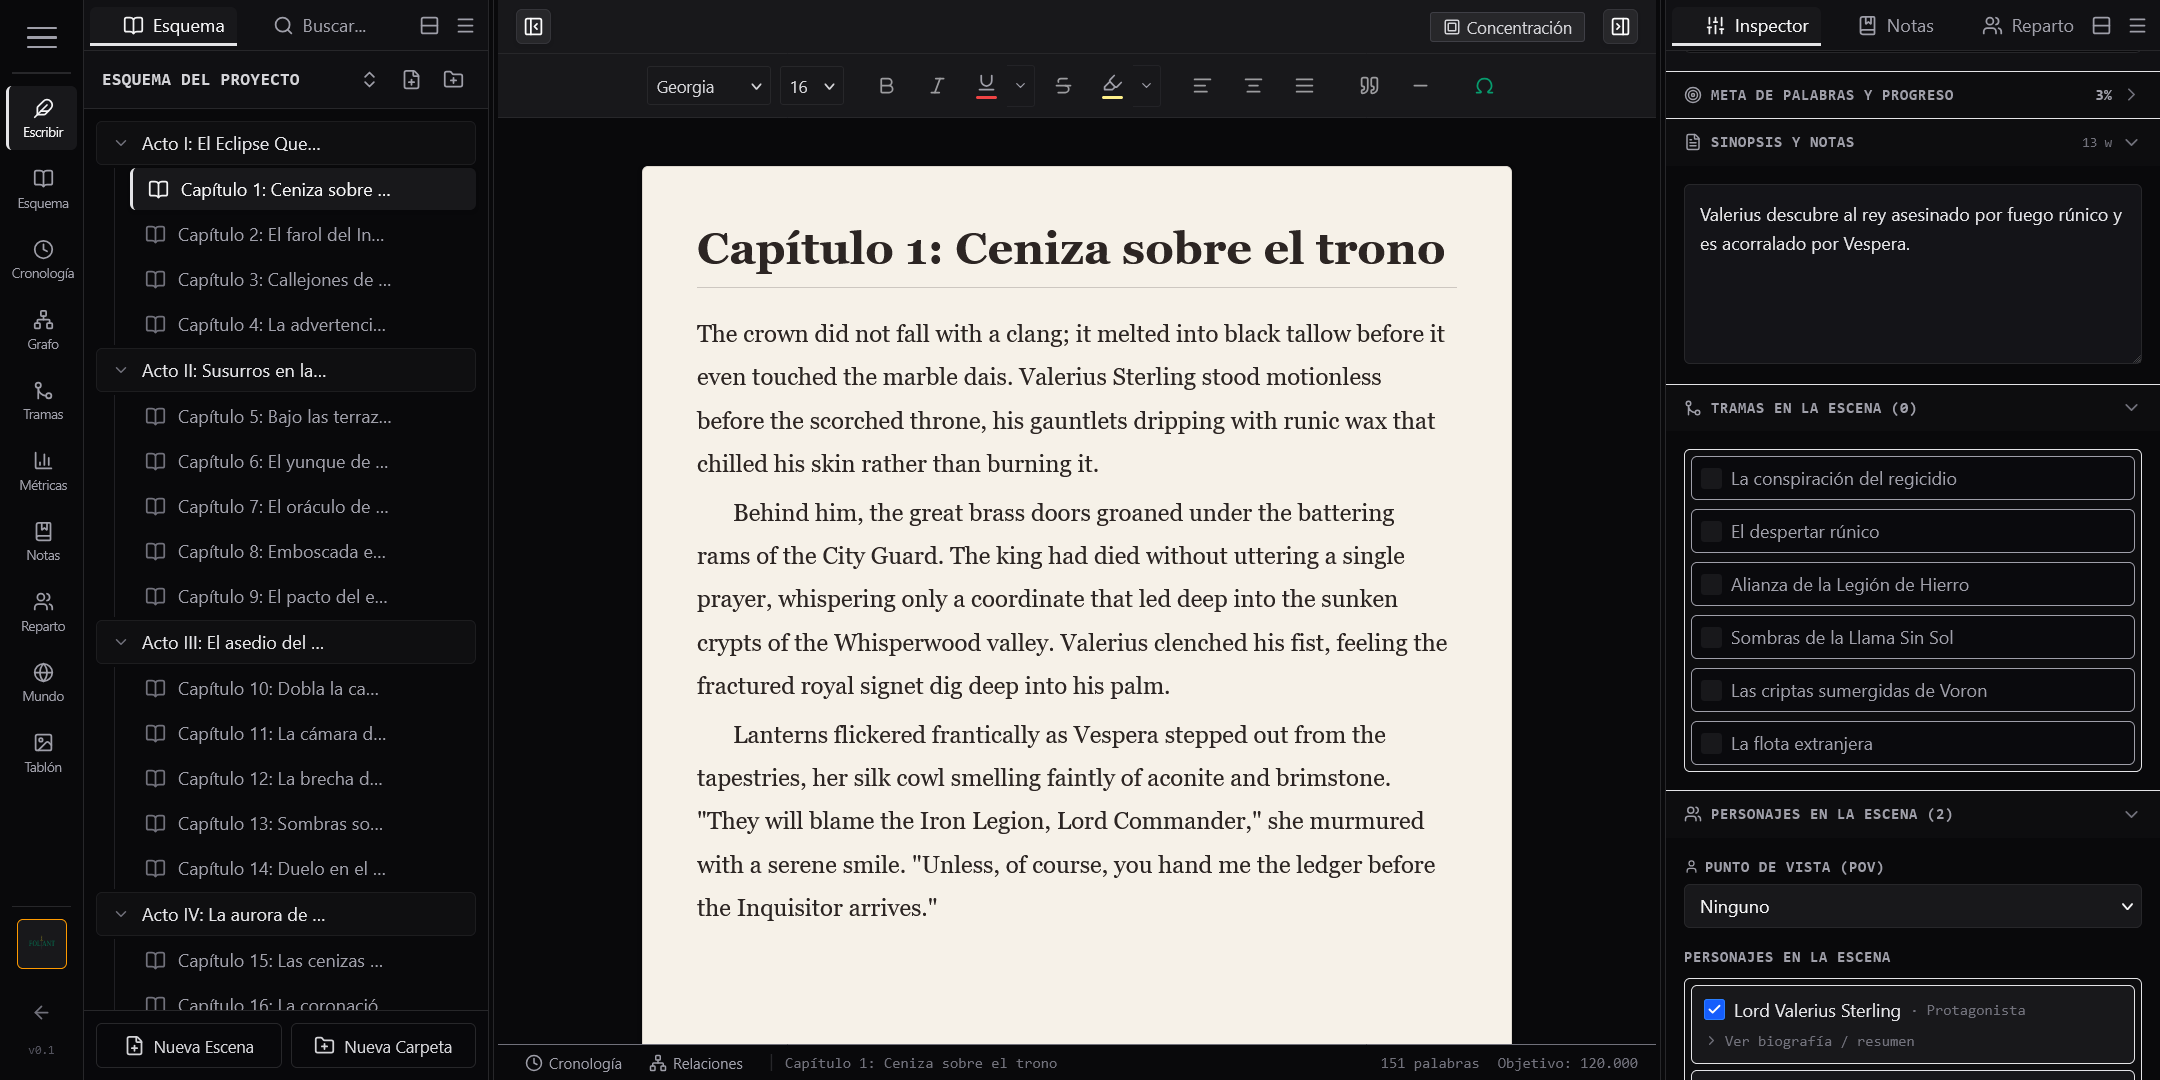 Escribir
Esquema
Cronología
Grafo
Tramas
Métricas
Notas
Reparto
Mundo
Tablón
v0.1
Esquema
Buscar...
ESQUEMA DEL PROYECTO
Acto I: El Eclipse Que...
Capítulo 1: Ceniza sobre ...
Capítulo 2: El farol del In...
Capítulo 3: Callejones de ...
Capítulo 4: La advertenci...
Acto II: Susurros en la...
Capítulo 5: Bajo las terraz...
Capítulo 6: El yunque de ...
Capítulo 7: El oráculo de ...
Capítulo 8: Emboscada e...
Capítulo 9: El pacto del e...
Acto III: El asedio del ...
Capítulo 10: Dobla la ca...
Capítulo 11: La cámara d...
Capítulo 12: La brecha d...
Capítulo 13: Sombras so...
Capítulo 14: Duelo en el ...
Acto IV: La aurora de ...
Capítulo 15: Las cenizas ...
Capítulo 16: La coronació
Nueva Escena
Nueva Carpeta
Concentración
Georgia
16
B I U S
Ω
Capítulo 1: Ceniza sobre el trono
The crown did not fall with a clang; it melted into black tallow before it
even touched the marble dais. Valerius Sterling stood motionless
before the scorched throne, his gauntlets dripping with runic wax that
chilled his skin rather than burning it.
Behind him, the great brass doors groaned under the battering
rams of the City Guard. The king had died without uttering a single
prayer, whispering only a coordinate that led deep into the sunken
crypts of the Whisperwood valley. Valerius clenched his fist, feeling the
fractured royal signet dig deep into his palm.
Lanterns flickered frantically as Vespera stepped out from the
tapestries, her silk cowl smelling faintly of aconite and brimstone.
"They will blame the Iron Legion, Lord Commander," she murmured
with a serene smile. "Unless, of course, you hand me the ledger before
the Inquisitor arrives."
Cronología
Relaciones
Capítulo 1: Ceniza sobre el trono
151 palabras
Objetivo: 120.000
Inspector
Notas
Reparto
META DE PALABRAS Y PROGRESO
3%
SINOPSIS Y NOTAS
13 w
Valerius descubre al rey asesinado por fuego rúnico y
es acorralado por Vespera.
TRAMAS EN LA ESCENA (0)
La conspiración del regicidio
El despertar rúnico
Alianza de la Legión de Hierro
Sombras de la Llama Sin Sol
Las criptas sumergidas de Voron
La flota extranjera
PERSONAJES EN LA ESCENA (2)
PUNTO DE VISTA (POV)
Ninguno
PERSONAJES EN LA ESCENA
Lord Valerius Sterling · Protagonista
Ver biografía / resumen